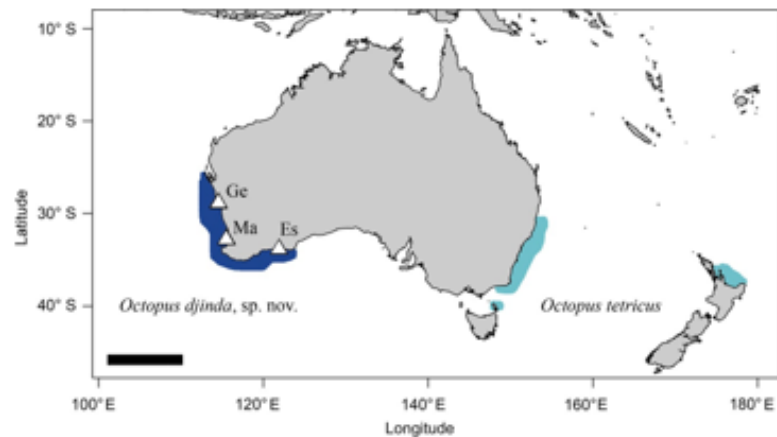 10° S
20° S
30° S
40° S
Latitude
Ge
Ma
Es
Octopus djinda, sp. nov.
Octopus tetricus
100° E
120° E
140° E
160° E
180° E
Longitude